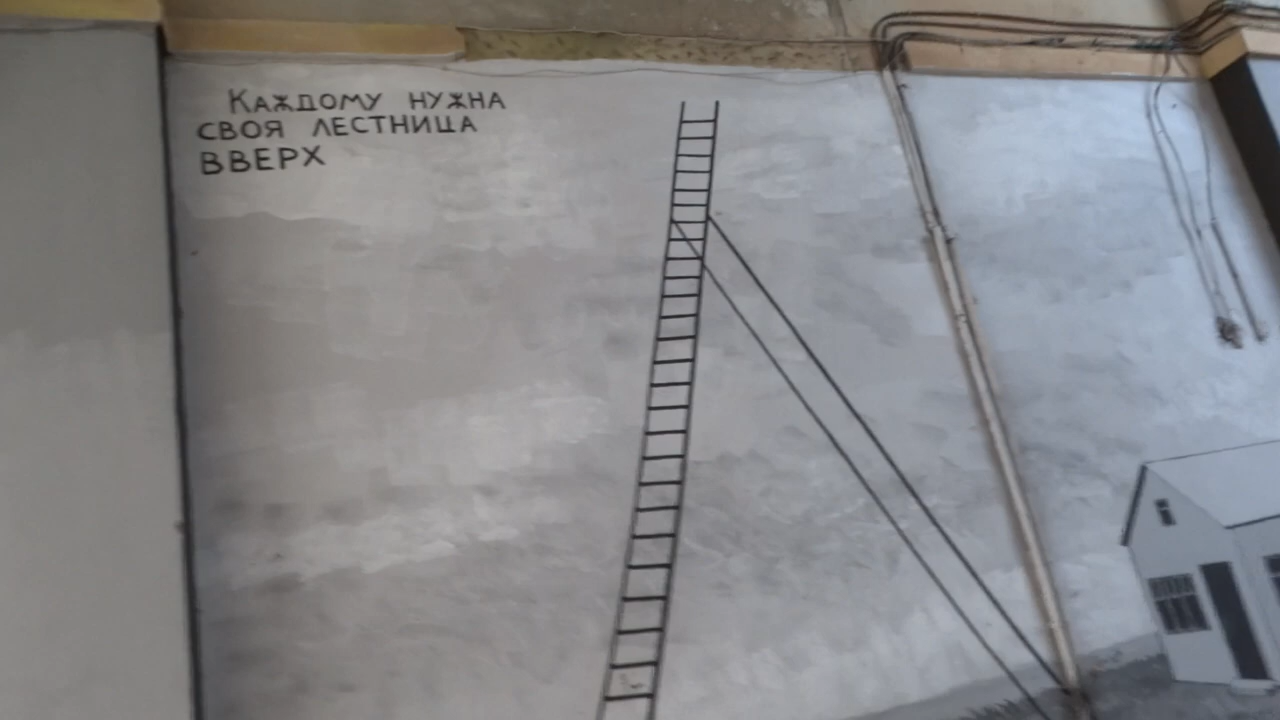 Каждому нужна
своя лестница
вверх